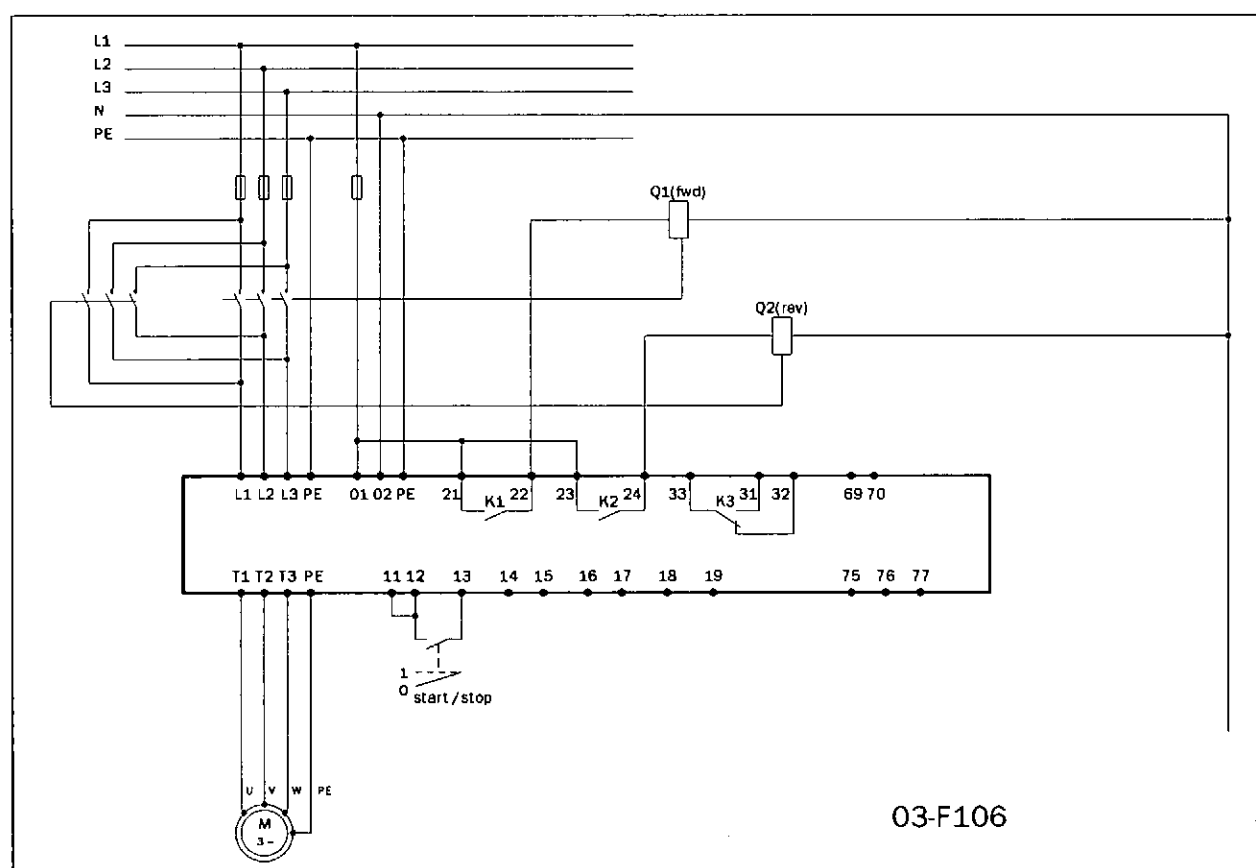 L1
L2
L3
N
PE
Q1(fwd)
Q2(rev)
L1 L2 L3 PE 01 02 PE 21 22 23 24 33 31 32 69 70
K1 K2 K3
T1 T2 T3 PE 11 12 13 14 15 16 17 18 19 75 76 77
1
0
start/stop
U V W PE
M
3~
03-F106